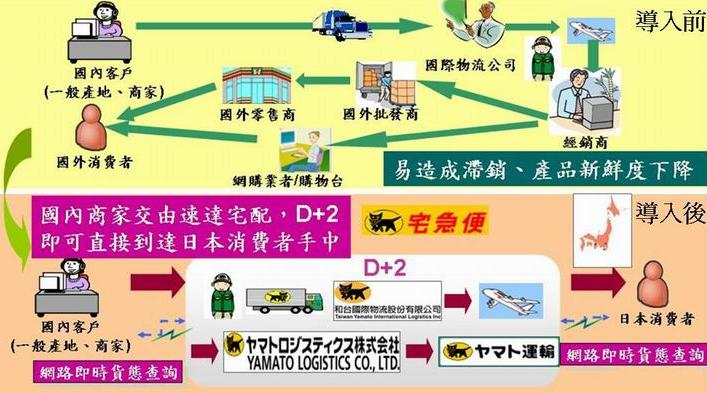 導入前
國內客戶
(一般產地、商家)
國際物流公司
國外零售商
國外批發商
經銷商
國外消費者
網購業者/購物台
易造成滯銷、產品新鮮度下降
國內商家交由速達宅配，D+2
即可直接到達日本消費者手中
宅急便
導入後
D+2
國內客戶
(一般產地、商家)
和台國際物流股份有限公司
Taiwan Yamato International Logistics Inc
日本消費者
網路即時貨態查詢
ヤマトロジスティクス株式会社
YAMATO LOGISTICS CO., LTD.
ヤマト運輸
網路即時貨態查詢